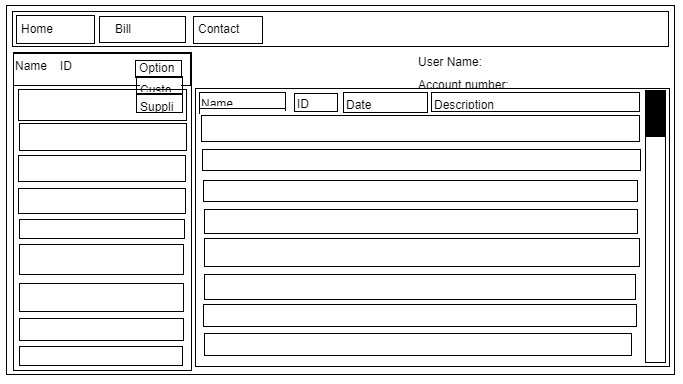 Home Bill Contact
Name ID Option
Custo
Suppli
User Name:
Account number:
Name ID Date Description